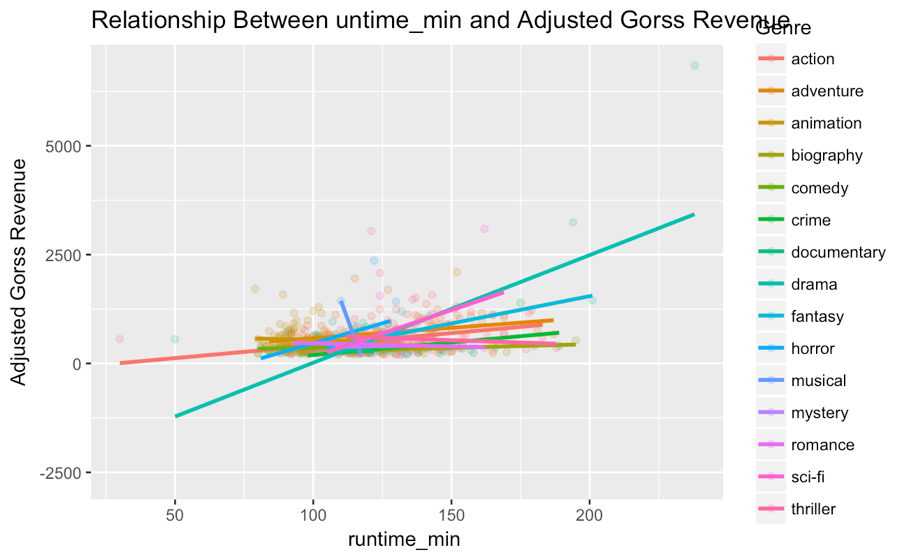 Relationship Between untime_min and Adjusted Gorss Revenue
Genre
action
adventure
animation
biography
comedy
crime
documentary
drama
fantasy
horror
musical
mystery
romance
sci-fi
thriller
Adjusted Gorss Revenue
5000
2500
0
-2500
50 100 150 200
runtime_min